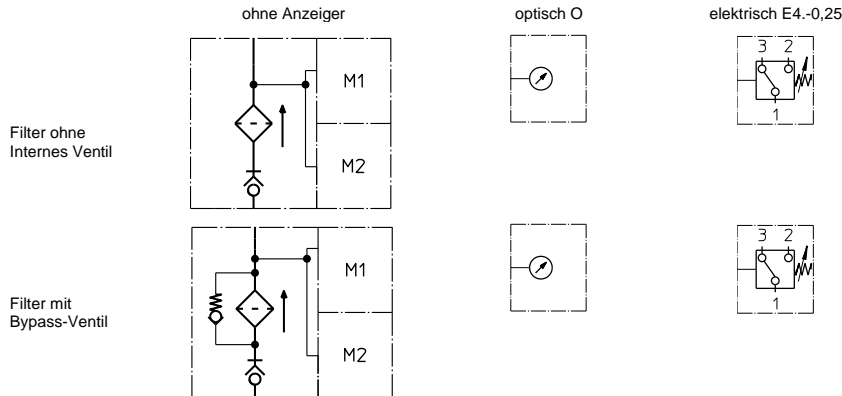 ohne Anzeiger
optisch O
elektrisch E4.-0,25
Filter ohne
Internes Ventil
M1
M2
3 2
1
Filter mit
Bypass-Ventil
M1
M2
3 2
1